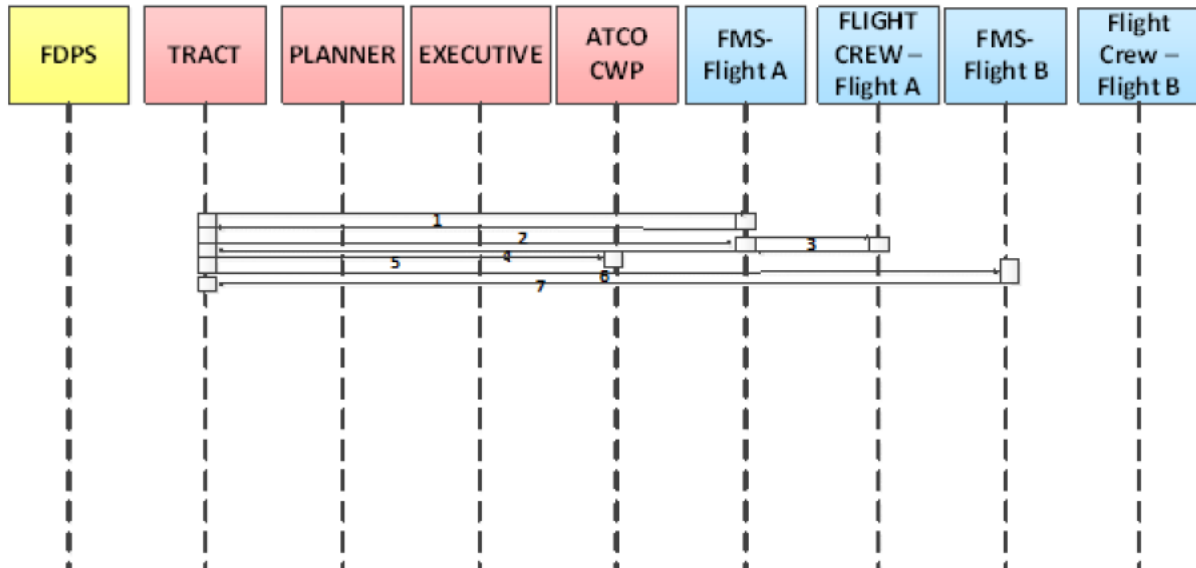 FDPS
TRACT
PLANNER
EXECUTIVE
ATCO
CWP
FMS-
Flight A
FLIGHT
CREW –
Flight A
FMS-
Flight B
Flight
Crew –
Flight B
1
2
3
4
5
6
7